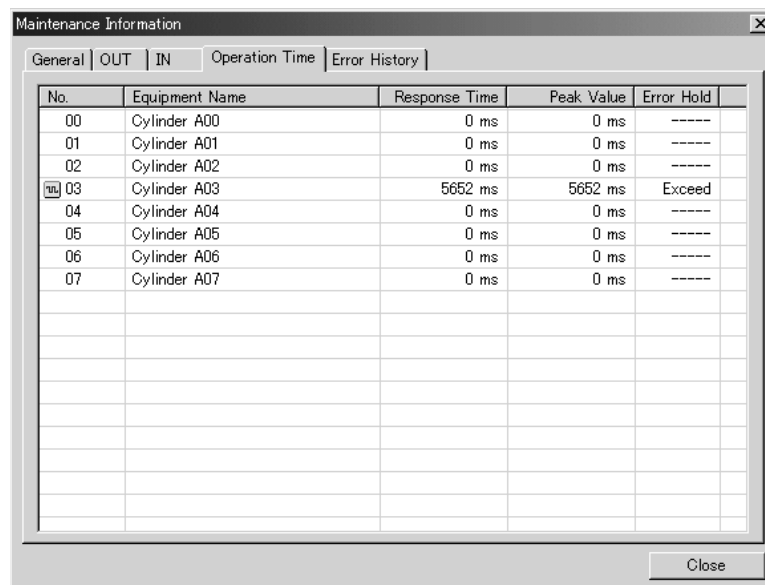 Maintenance Information
General OUT IN Operation Time Error History
No. Equipment Name Response Time Peak Value Error Hold
00 Cylinder A00 0 ms 0 ms -----
01 Cylinder A01 0 ms 0 ms -----
02 Cylinder A02 0 ms 0 ms -----
03 Cylinder A03 5652 ms 5652 ms Exceed
04 Cylinder A04 0 ms 0 ms -----
05 Cylinder A05 0 ms 0 ms -----
06 Cylinder A06 0 ms 0 ms -----
07 Cylinder A07 0 ms 0 ms -----
Close